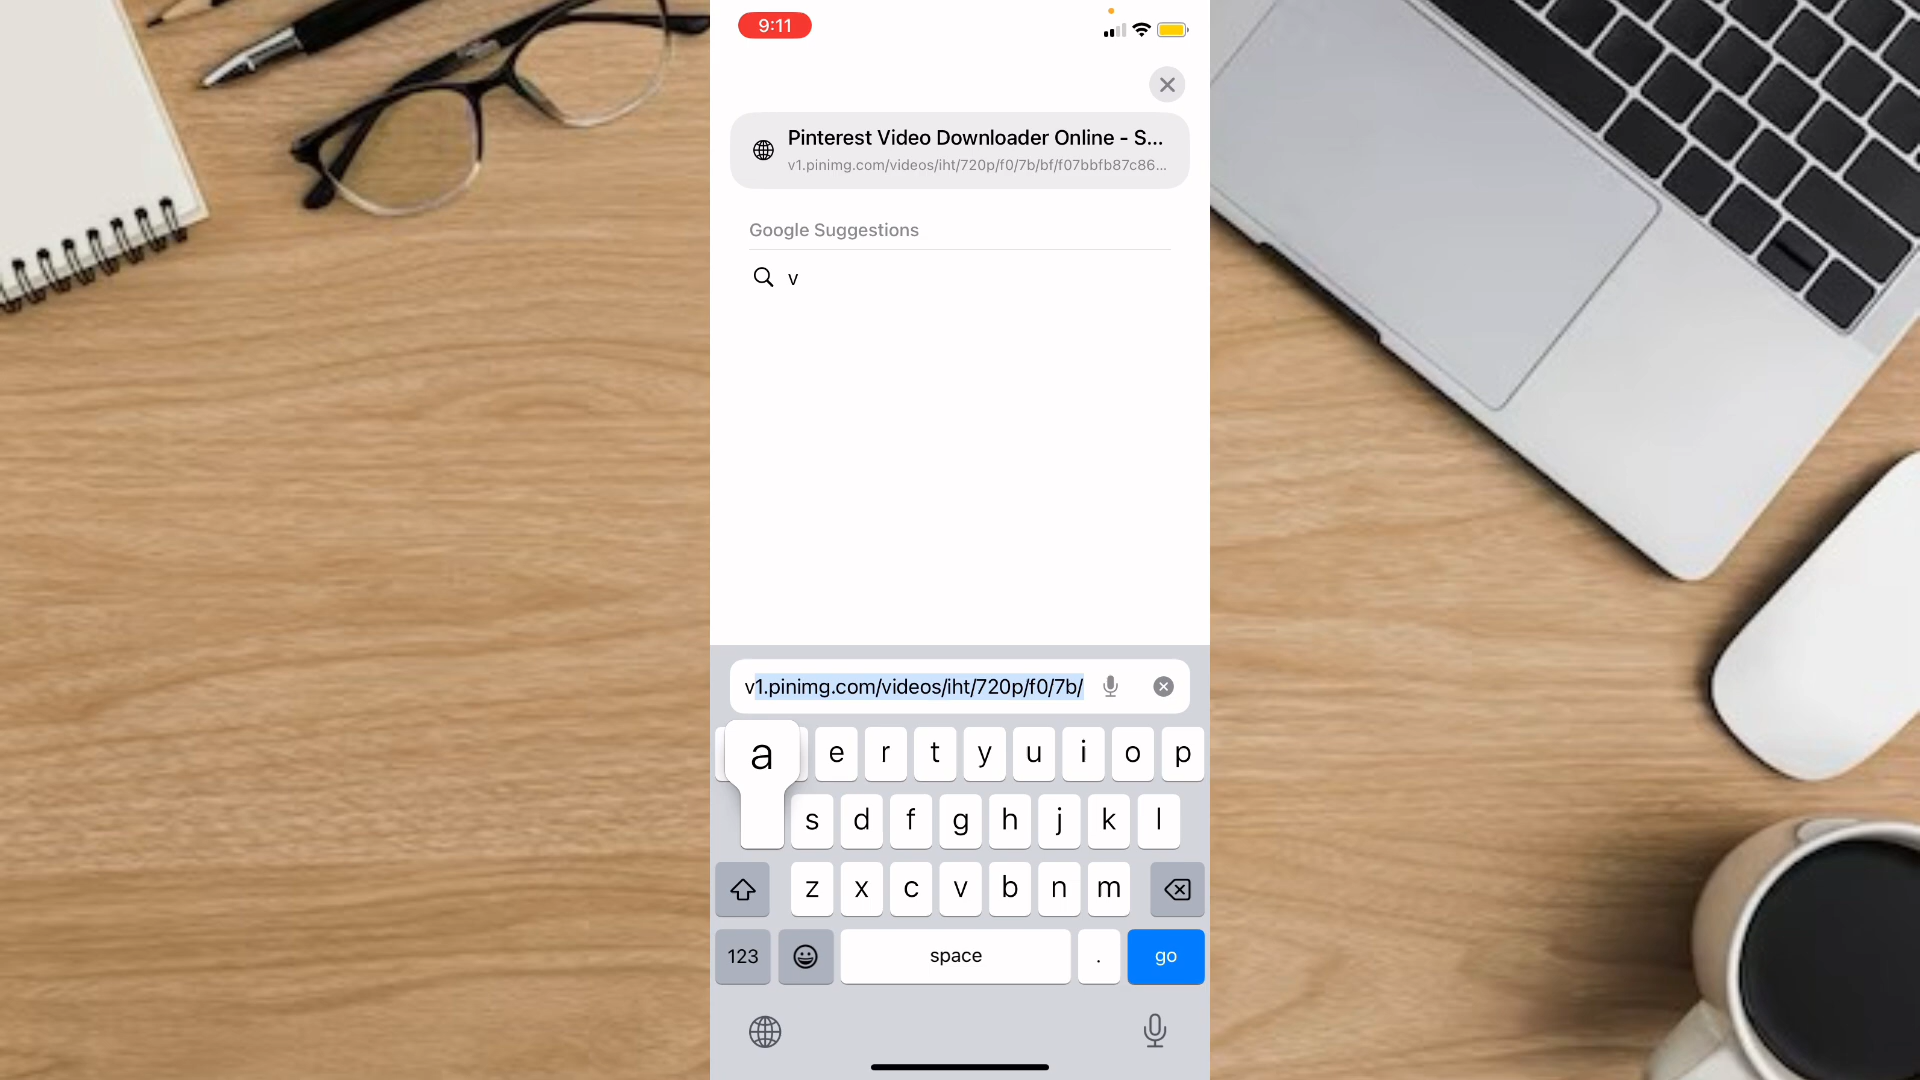 9:11
Pinterest Video Downloader Online - S...
v1.pinimg.com/videos/iht/720p/f0/7b/bf/f07bbfb87c86...
Google Suggestions
v
v1.pinimg.com/videos/iht/720p/f0/7b/
a e r t y u i o p
s d f g h j k l
z x c v b n m
123 space . go